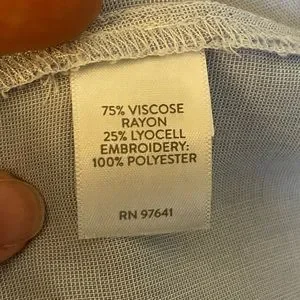 75% VISCOSE
RAYON
25% LYOCELL
EMBROIDERY:
100% POLYESTER
RN 97641